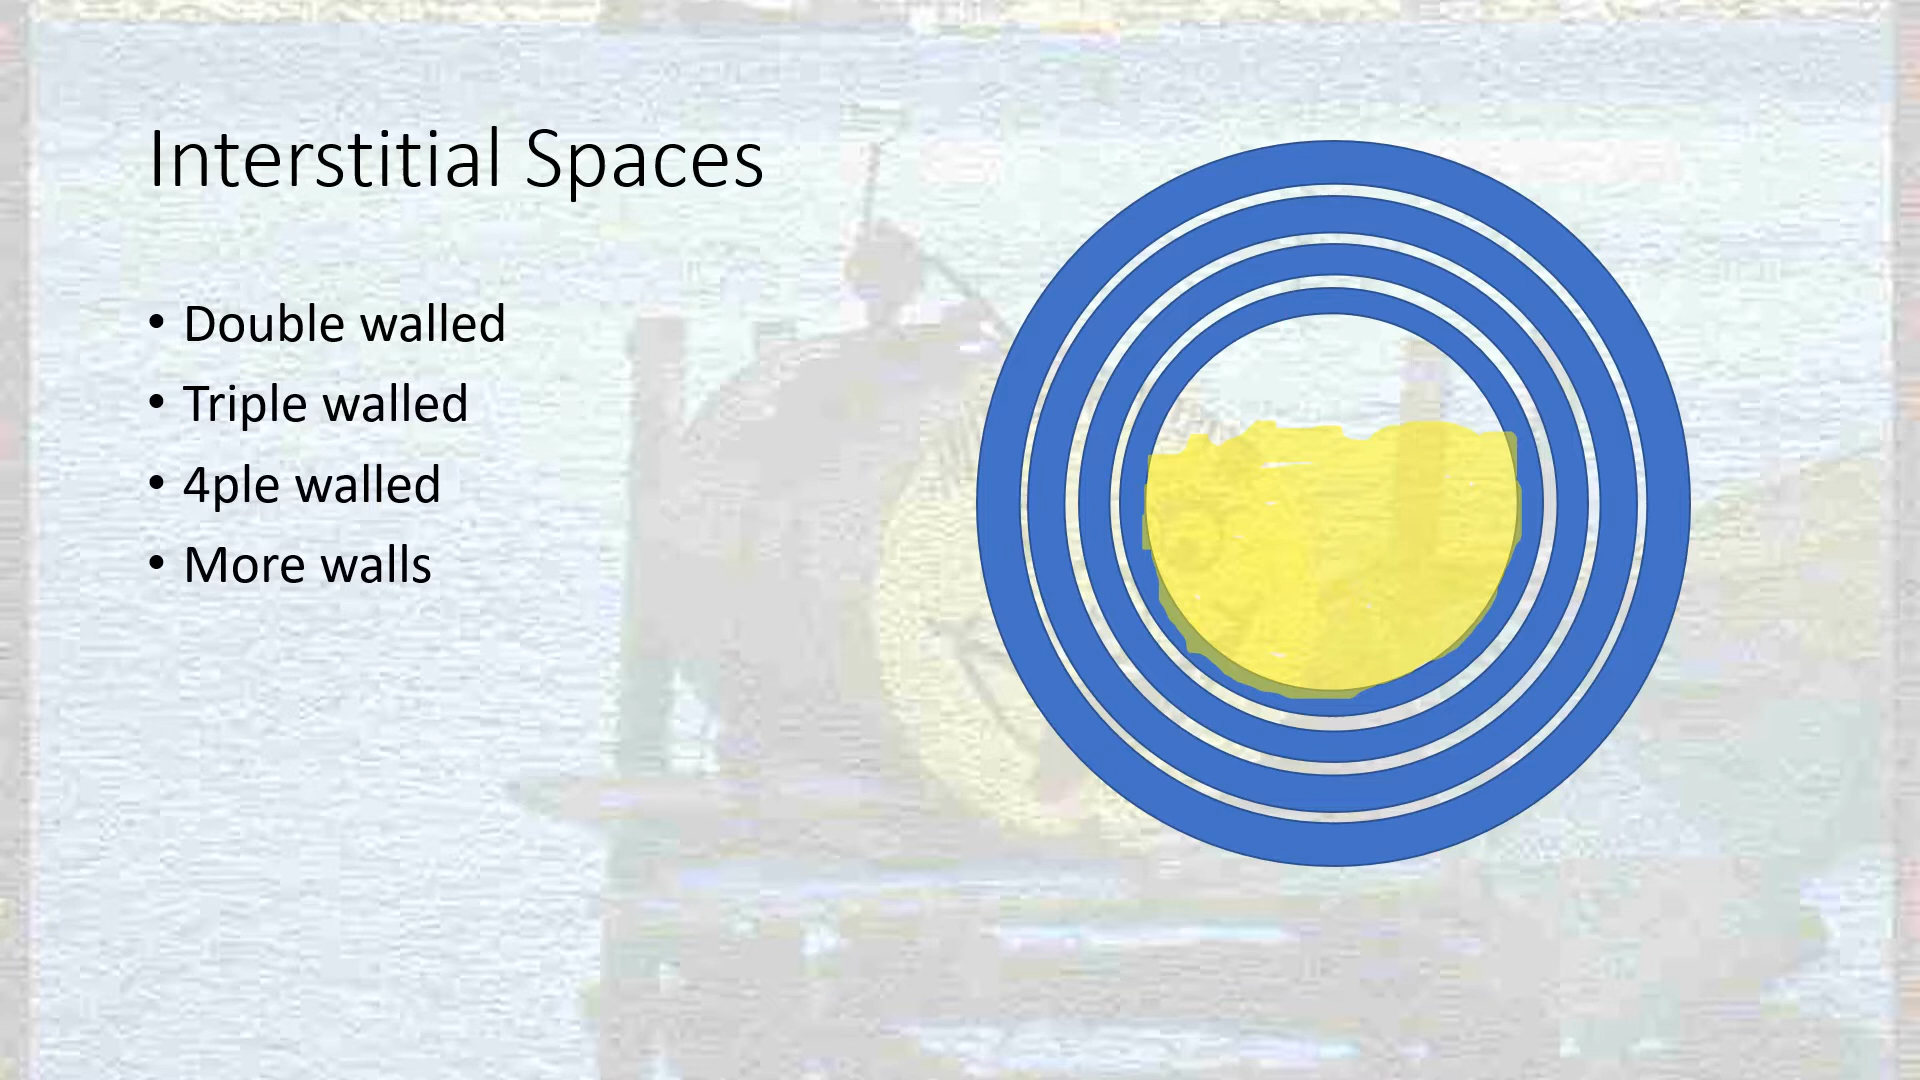 Interstitial Spaces
• Double walled
• Triple walled
• 4ple walled
• More walls